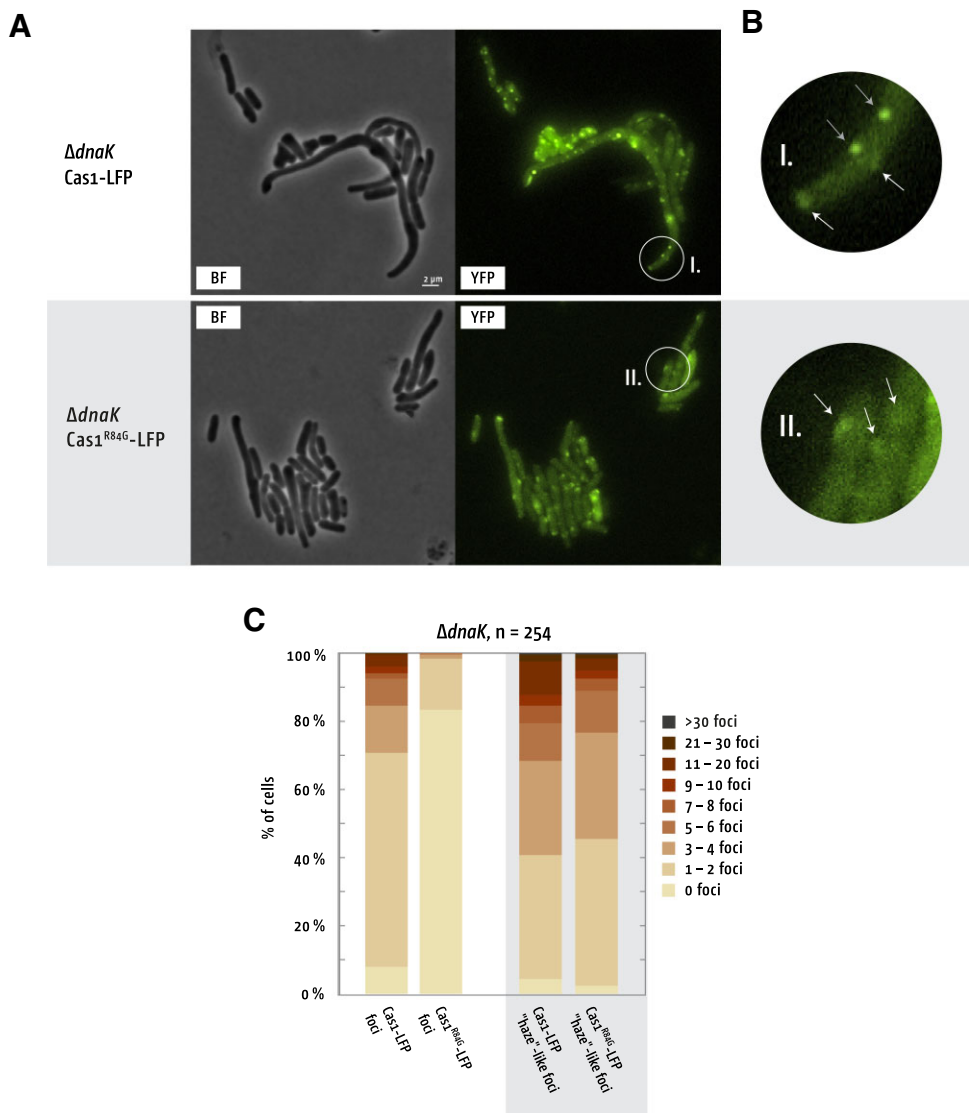 A
B
ΔdnaK
Cas1-LFP
BF
2 µm
YFP
I.
I.
ΔdnaK
Cas1R84G-LFP
BF
YFP
II.
II.
C
ΔdnaK, n = 254
% of cells
100 %
80 %
60 %
40 %
20 %
0 %
>30 foci
21 – 30 foci
11 – 20 foci
9 – 10 foci
7 – 8 foci
5 – 6 foci
3 – 4 foci
1 – 2 foci
0 foci
Cas1-LFP
foci
Cas1R84G-LFP
foci
Cas1-LFP
"haze"-like foci
Cas1R84G-LFP
"haze"-like foci